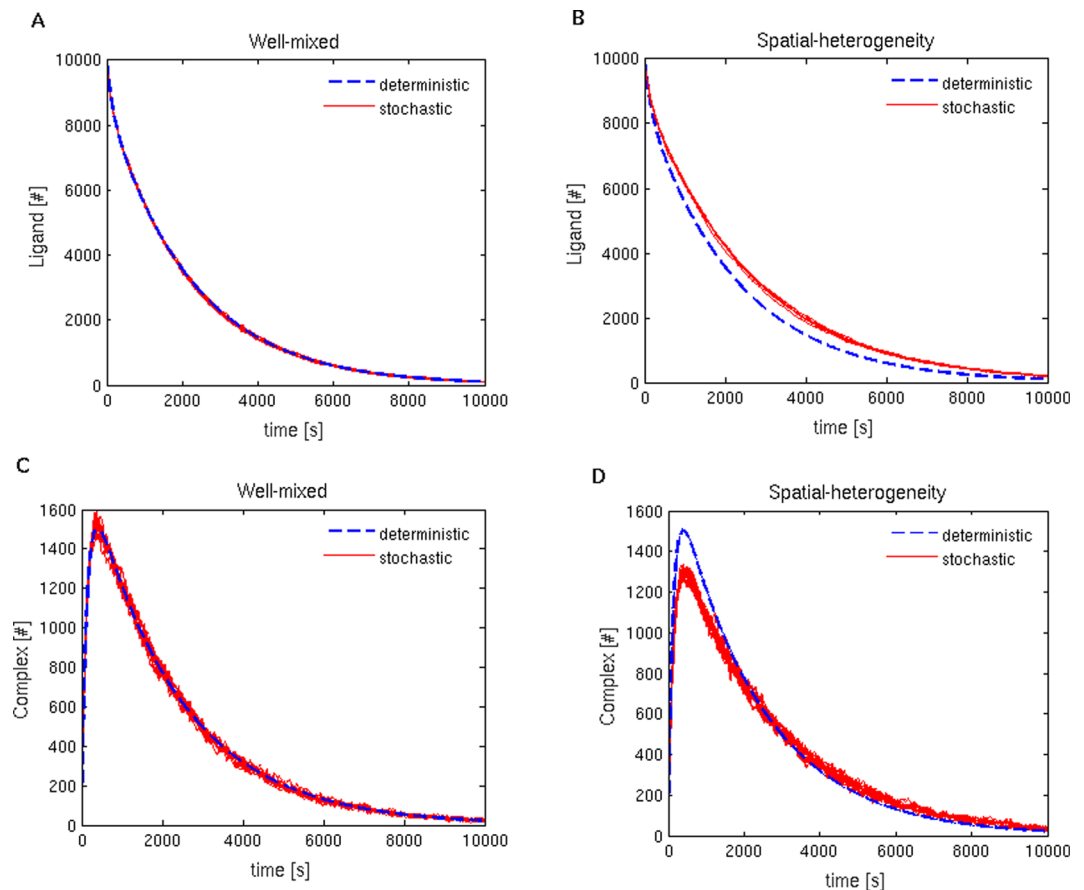 A
Well-mixed
10000
8000
6000
4000
2000
0
Ligand [#]
deterministic
stochastic
0 2000 4000 6000 8000 10000
time [s]
B
Spatial-heterogeneity
10000
8000
6000
4000
2000
0
Ligand [#]
deterministic
stochastic
0 2000 4000 6000 8000 10000
time [s]
C
Well-mixed
1600
1400
1200
1000
800
600
400
200
0
Complex [#]
deterministic
stochastic
0 2000 4000 6000 8000 10000
time [s]
D
Spatial-heterogeneity
1600
1400
1200
1000
800
600
400
200
0
Complex [#]
deterministic
stochastic
0 2000 4000 6000 8000 10000
time [s]